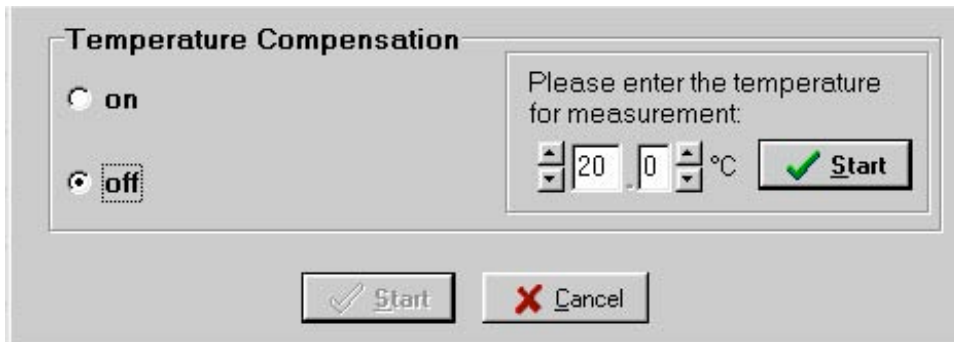 Temperature Compensation
on
off
Please enter the temperature
for measurement:
20 . 0 °C Start
Start
Cancel